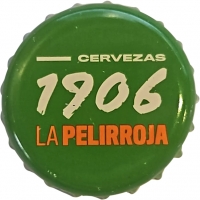 CERVEZAS
1906
LA PELIRROJA